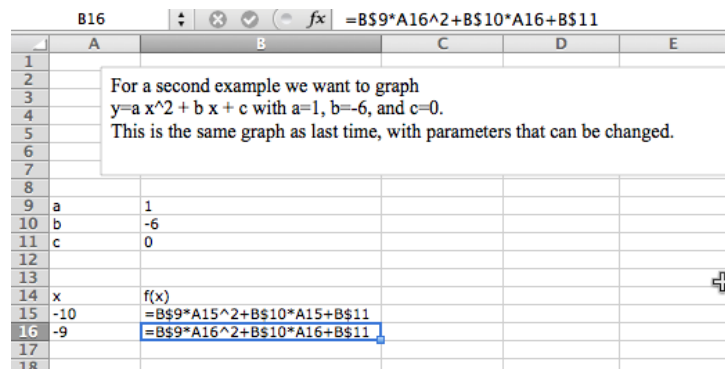 B16 fx =B$9*A16^2+B$10*A16+B$11
A B C D E
1
2
For a second example we want to graph
3
y=a x^2 + b x + c with a=1, b=-6, and c=0.
4
5
This is the same graph as last time, with parameters that can be changed.
6
7
8
9 a 1
10 b -6
11 c 0
12
13
14 x f(x)
15 -10 =B$9*A15^2+B$10*A15+B$11
16 -9 =B$9*A16^2+B$10*A16+B$11
17
18